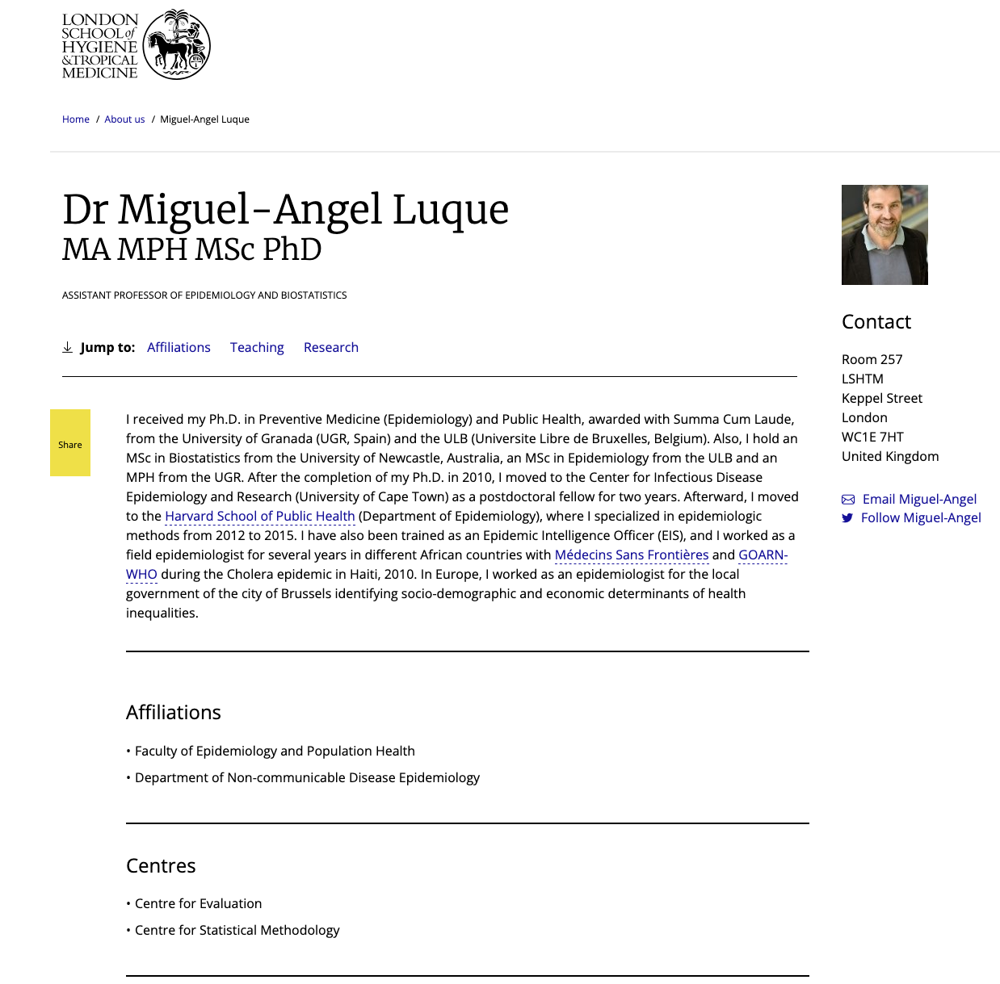 LONDON
SCHOOL of
HYGIENE
& TROPICAL
MEDICINE
Home / About us / Miguel-Angel Luque
Dr Miguel-Angel Luque
MA MPH MSc PhD
ASSISTANT PROFESSOR OF EPIDEMIOLOGY AND BIOSTATISTICS
Jump to: Affiliations Teaching Research
Share
I received my Ph.D. in Preventive Medicine (Epidemiology) and Public Health, awarded with Summa Cum Laude,
from the University of Granada (UGR, Spain) and the ULB (Universite Libre de Bruxelles, Belgium). Also, I hold an
MSc in Biostatistics from the University of Newcastle, Australia, an MSc in Epidemiology from the ULB and an
MPH from the UGR. After the completion of my Ph.D. in 2010, I moved to the Center for Infectious Disease
Epidemiology and Research (University of Cape Town) as a postdoctoral fellow for two years. Afterward, I moved
to the Harvard School of Public Health (Department of Epidemiology), where I specialized in epidemiologic
methods from 2012 to 2015. I have also been trained as an Epidemic Intelligence Officer (EIS), and I worked as a
field epidemiologist for several years in different African countries with Médecins Sans Frontières and GOARN-
WHO during the Cholera epidemic in Haiti, 2010. In Europe, I worked as an epidemiologist for the local
government of the city of Brussels identifying socio-demographic and economic determinants of health
inequalities.
Affiliations
• Faculty of Epidemiology and Population Health
• Department of Non-communicable Disease Epidemiology
Centres
• Centre for Evaluation
• Centre for Statistical Methodology
Contact
Room 257
LSHTM
Keppel Street
London
WC1E 7HT
United Kingdom
Email Miguel-Angel
Follow Miguel-Angel